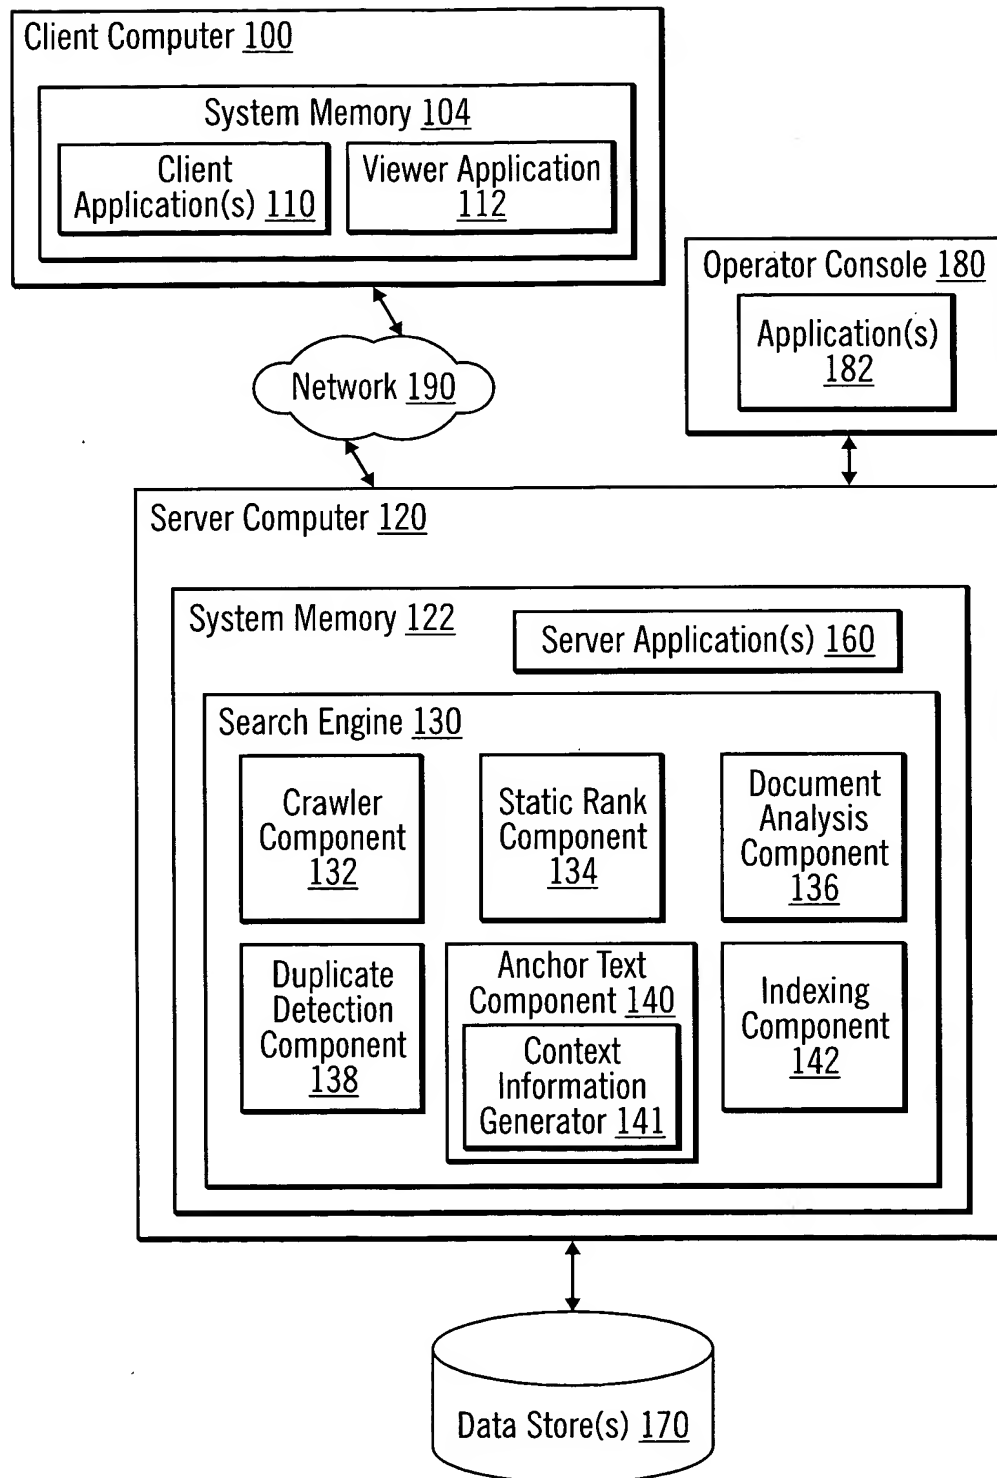 Client Computer 100
System Memory 104
Client
Application(s) 110
Viewer Application
112
Operator Console 180
Application(s)
182
Network 190
Server Computer 120
System Memory 122
Server Application(s) 160
Search Engine 130
Crawler
Component
132
Static Rank
Component
134
Document
Analysis
Component
136
Duplicate
Detection
Component
138
Anchor Text
Component 140
Context
Information
Generator 141
Indexing
Component
142
Data Store(s) 170